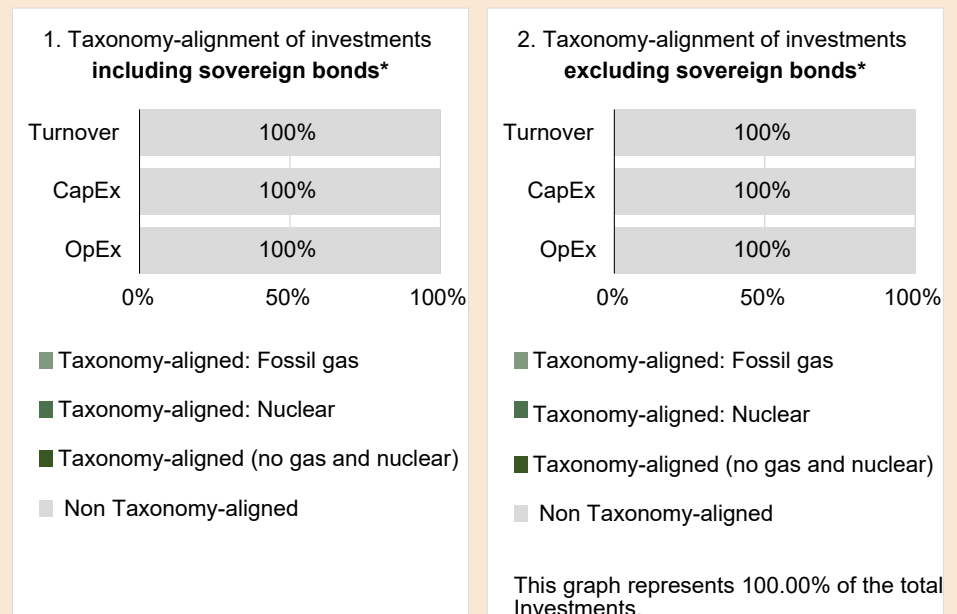 1. Taxonomy-alignment of investments
including sovereign bonds*
Turnover 100%
CapEx 100%
OpEx 100%
0% 50% 100%
Taxonomy-aligned: Fossil gas
Taxonomy-aligned: Nuclear
Taxonomy-aligned (no gas and nuclear)
Non Taxonomy-aligned
2. Taxonomy-alignment of investments
excluding sovereign bonds*
Turnover 100%
CapEx 100%
OpEx 100%
0% 50% 100%
Taxonomy-aligned: Fossil gas
Taxonomy-aligned: Nuclear
Taxonomy-aligned (no gas and nuclear)
Non Taxonomy-aligned
This graph represents 100.00% of the total
Investments.